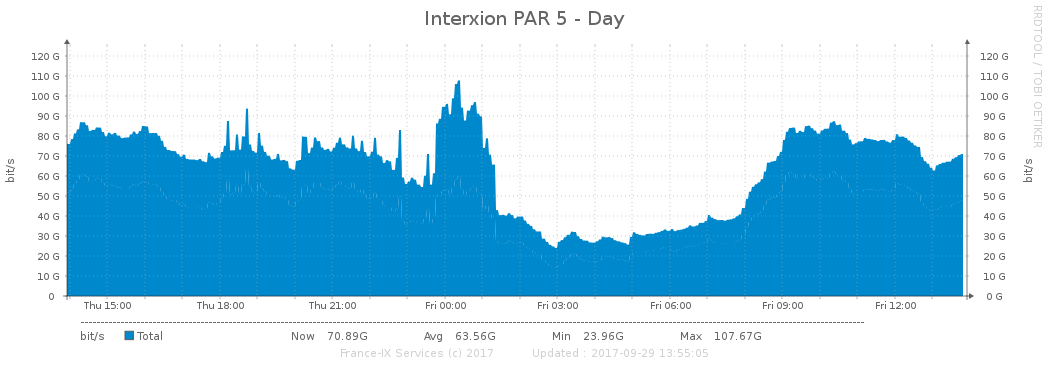 Interxion PAR 5 - Day
RRDTOOL / TOBI OETIKER
bit/s
120 G
110 G
100 G
90 G
80 G
70 G
60 G
50 G
40 G
30 G
20 G
10 G
0
120 G
110 G
100 G
90 G
80 G
70 G
60 G
50 G
40 G
30 G
20 G
10 G
0 G
bit/s
Thu 15:00 Thu 18:00 Thu 21:00 Fri 00:00 Fri 03:00 Fri 06:00 Fri 09:00 Fri 12:00
bit/s Total Now 70.89G Avg 63.56G Min 23.96G Max 107.67G
France-IX Services (c) 2017 Updated : 2017-09-29 13:55:05